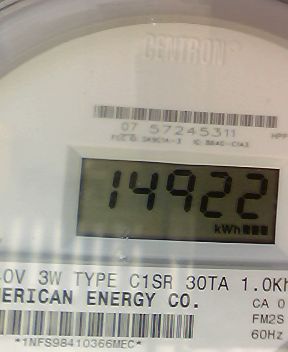 CENTRON
07 57245311
14922
kWh
0V 3W TYPE C1SR 30TA 1.0Kh
ERICAN ENERGY CO.
CA 0
FM2S
60Hz
*1NFS98410366MEC*